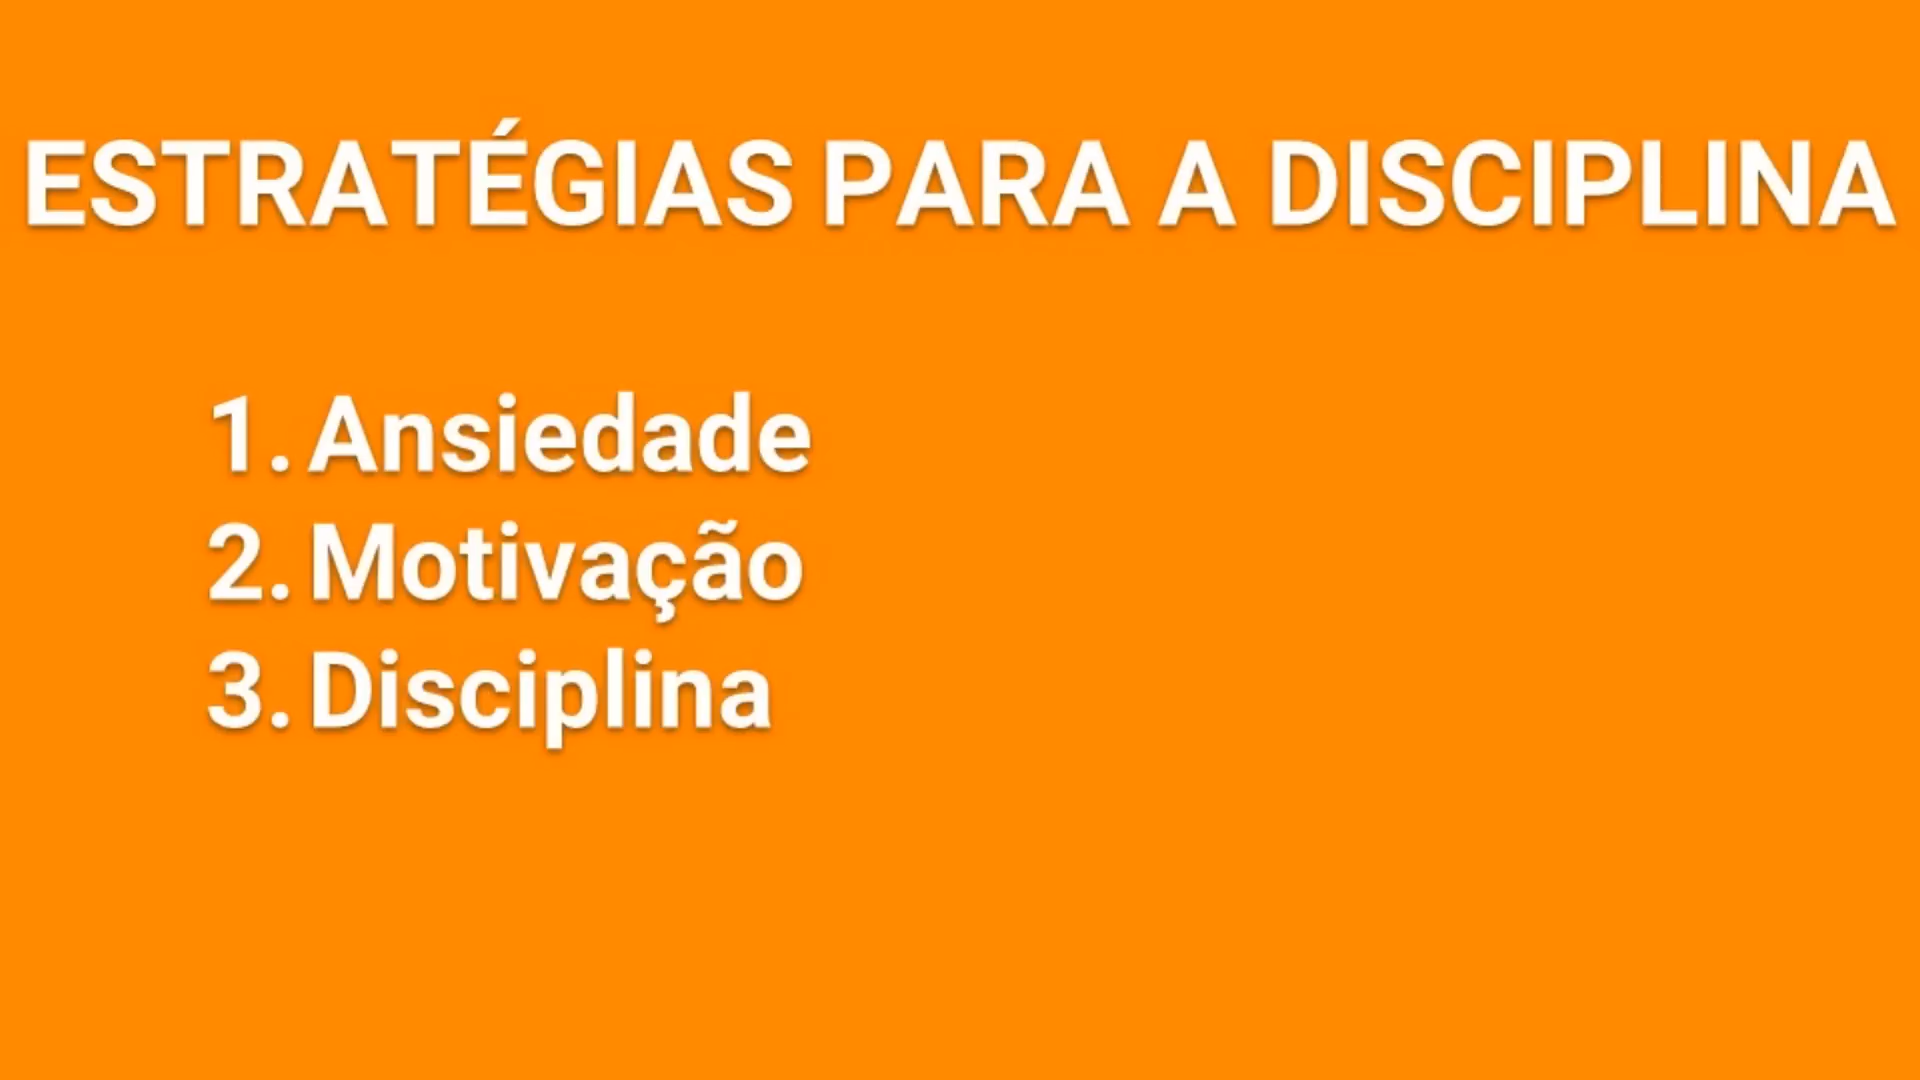 ESTRATÉGIAS PARA A DISCIPLINA
1. Ansiedade
2. Motivação
3. Disciplina